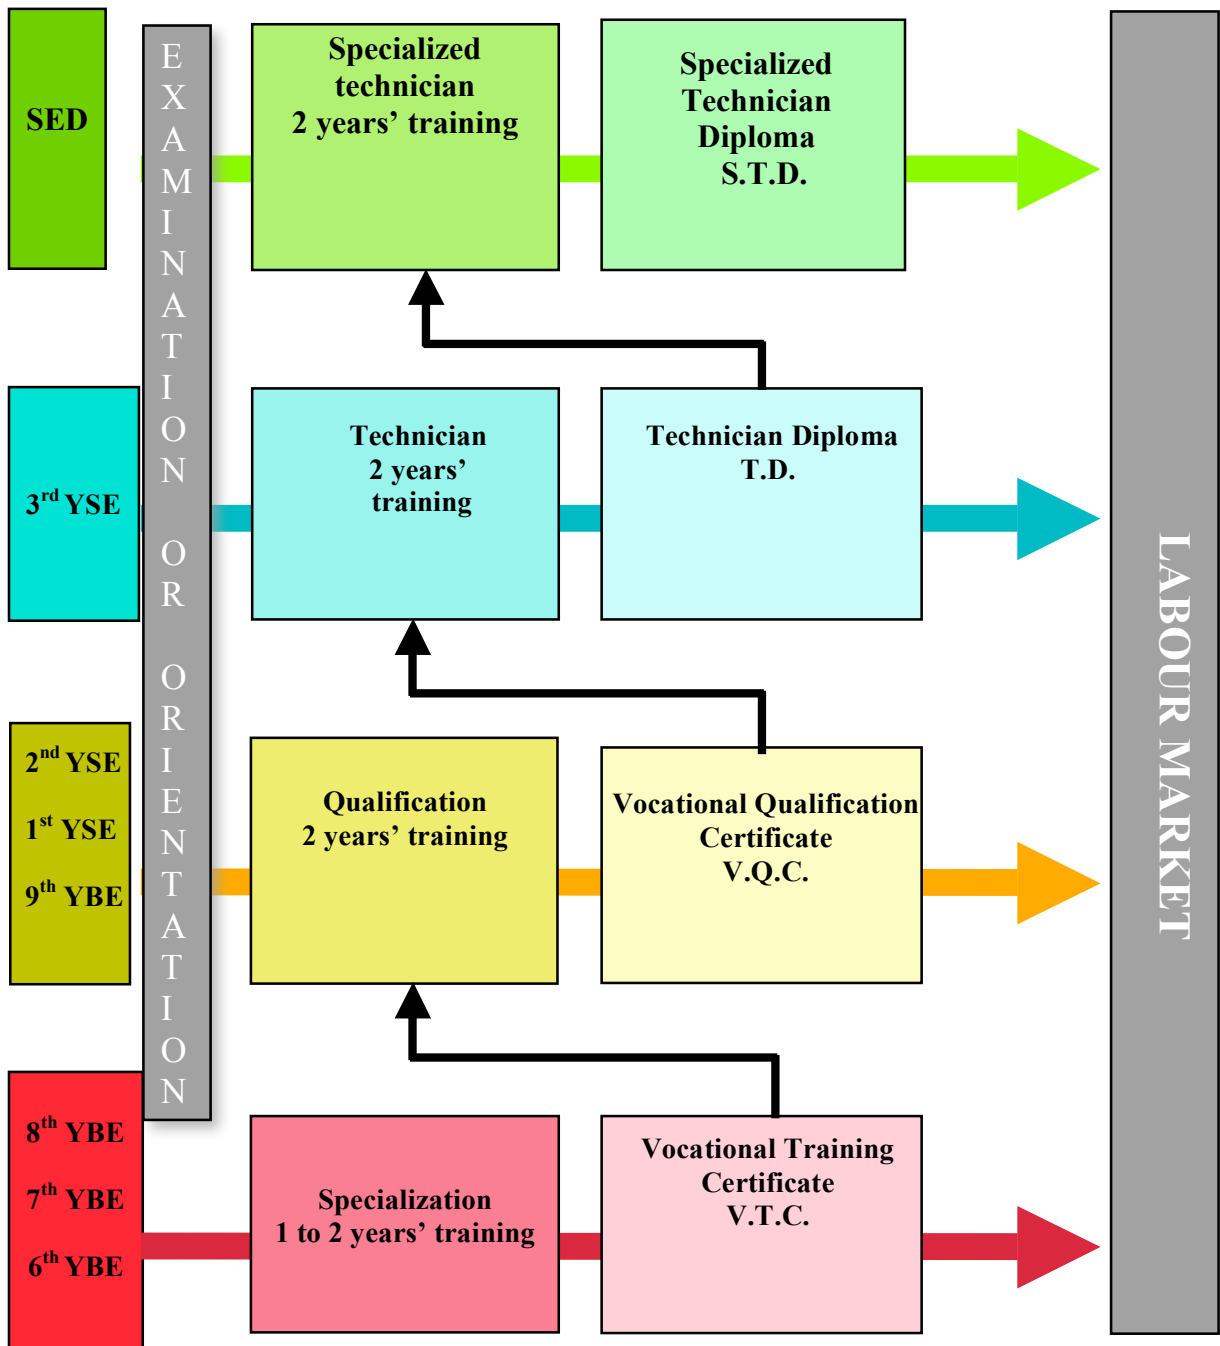 SED
EXAMINATION OR ORIENTATION
Specialized
technician
2 years’ training
Specialized
Technician
Diploma
S.T.D.
3rd YSE
Technician
2 years’
training
Technician Diploma
T.D.
2nd YSE
1st YSE
9th YBE
Qualification
2 years’ training
Vocational Qualification
Certificate
V.Q.C.
8th YBE
7th YBE
6th YBE
Specialization
1 to 2 years’ training
Vocational Training
Certificate
V.T.C.
LABOUR MARKET